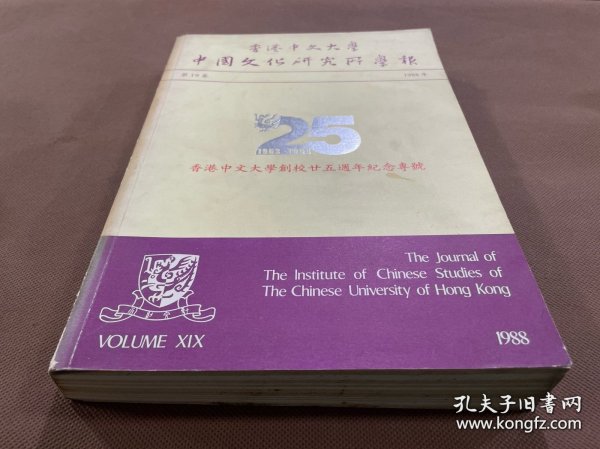 香港中文大學
中國文化研究所學報
第19卷
1988年
25
1963-1988
香港中文大學創校廿五週年紀念專號
The Journal of
The Institute of Chinese Studies of
The Chinese University of Hong Kong
VOLUME XIX
1988
孔夫子旧书网
www.kongfz.com